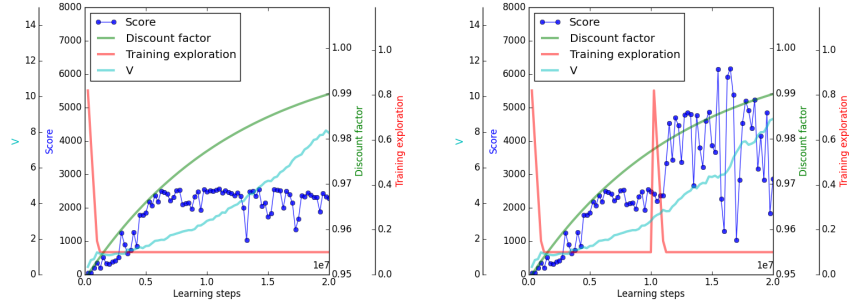 Score
Discount factor
Training exploration
V
8000
7000
6000
5000
4000
3000
2000
1000
0
14
12
10
8
6
4
2
0
V
Score
0.0 0.5 1.0 1.5 2.0
1e7
Learning steps
1.00
0.99
0.98
0.97
0.96
0.95
Discount factor
1.0
0.8
0.6
0.4
0.2
0.0
Training exploration
Score
Discount factor
Training exploration
V
8000
7000
6000
5000
4000
3000
2000
1000
0
14
12
10
8
6
4
2
0
V
Score
0.0 0.5 1.0 1.5 2.0
1e7
Learning steps
1.00
0.99
0.98
0.97
0.96
0.95
Discount factor
1.0
0.8
0.6
0.4
0.2
0.0
Training exploration